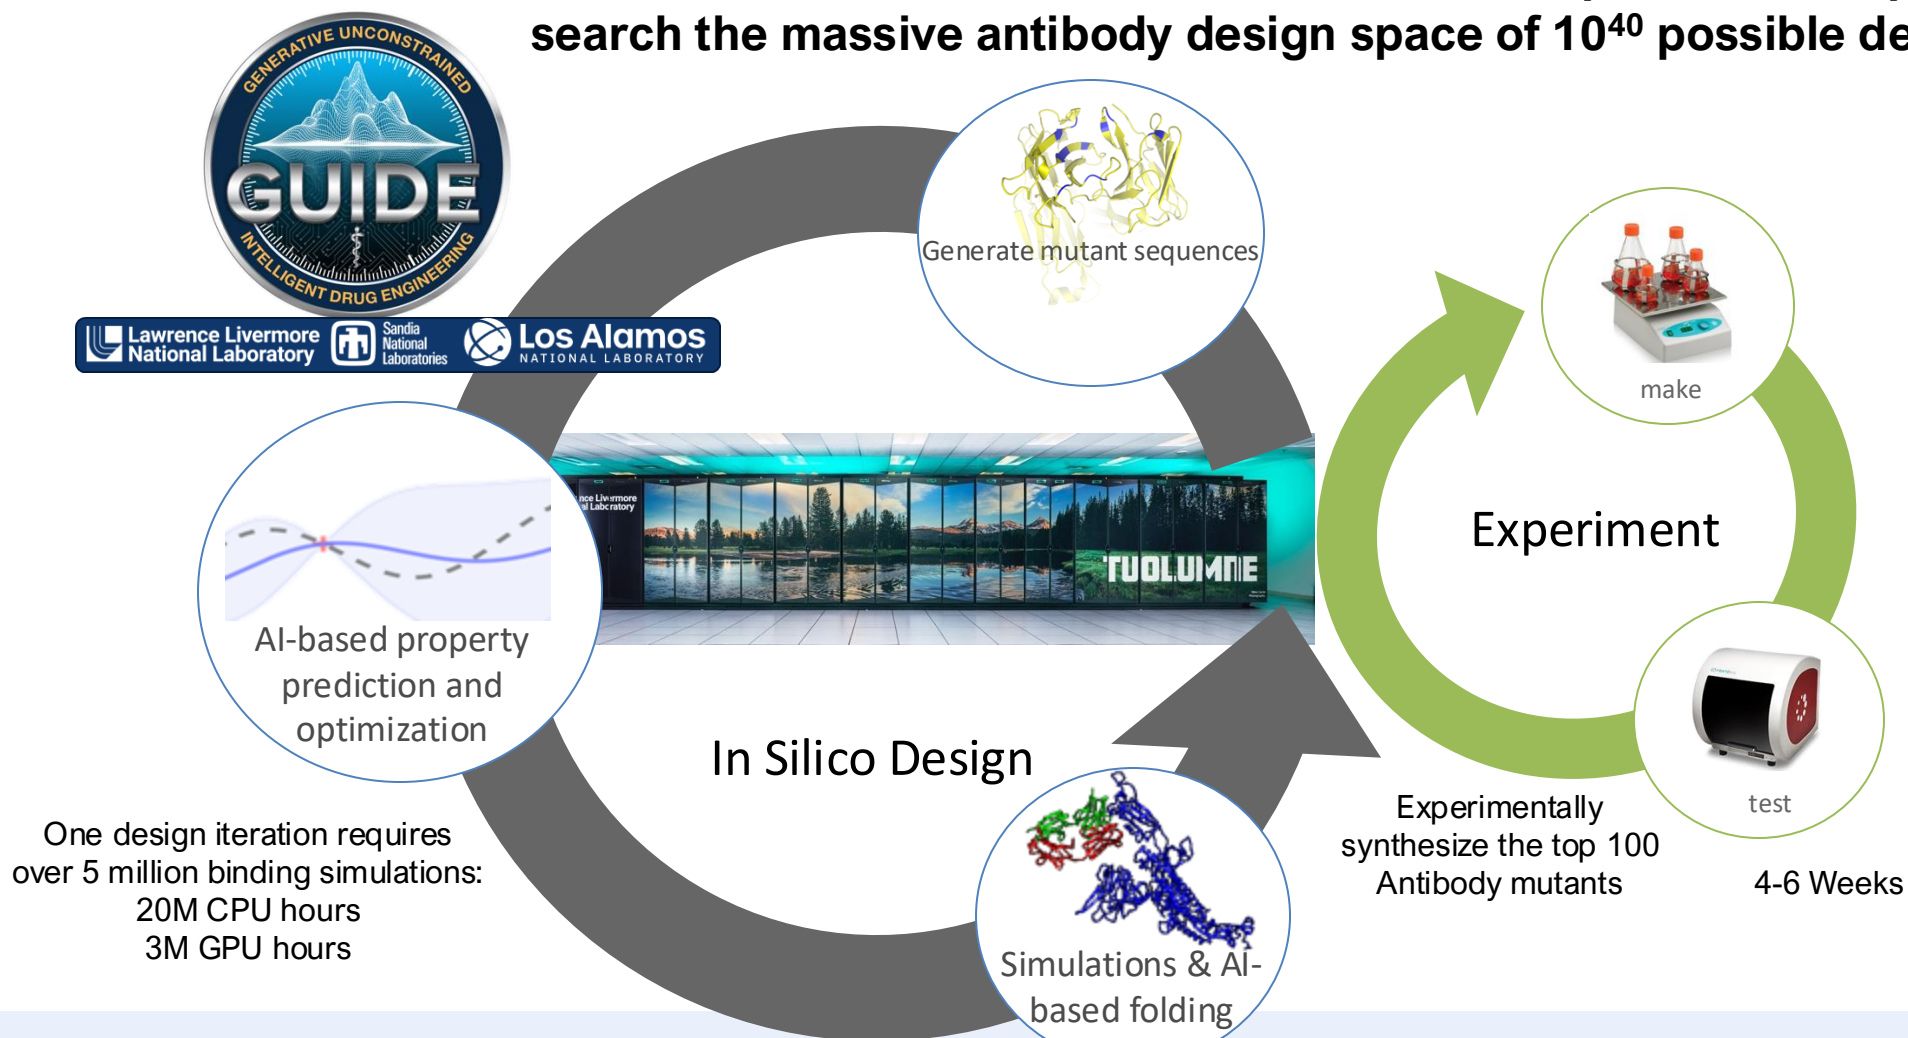 search the massive antibody design space of 10⁴⁰ possible
GENERATIVE UNCONSTRAINED
GUIDE
INTELLIGENT DRUG ENGINEERING
Lawrence Livermore
National Laboratory
Sandia
National
Laboratories
Los Alamos
NATIONAL LABORATORY
Generate mutant sequences
make
Livermore
Laboratory
TUOLUMNE
Experiment
AI-based property
prediction and
optimization
In Silico Design
test
One design iteration requires
over 5 million binding simulations:
20M CPU hours
3M GPU hours
Experimentally
synthesize the top 100
Antibody mutants
4-6 Weeks
Simulations & AI-
based folding